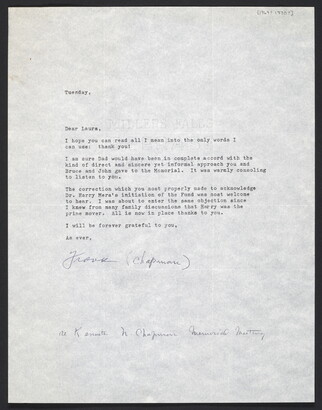 Tuesday,
Dear Laura,
I hope you can read all I mean into the only words I
can use: thank you!
I am sure Dad would have been in complete accord with the
kind of direct and sincere yet informal approach you and
Bruce and John gave to the Memorial. It was warmly consoling
to listen to you.
The correction which you most properly made to acknowledge
Dr. Harry Mera's initiation of the Fund was most welcome
to hear. I was about to enter the same objection since
I knew from many family discussions that Harry was the
prime mover. All is now in place thanks to you.
I will be forever grateful to you,
As ever,
Frank (Chapman)
re Kenneth M Chapman Memorial Meeting